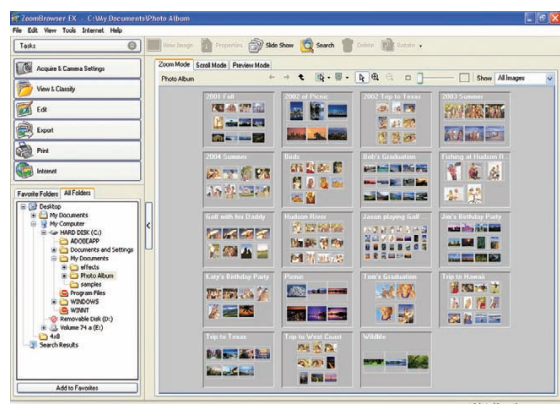 ZoomBrowser EX - C:\My Documents\Photo Album
File Edit View Tools Internet Help
Tasks
View Image Properties Slide Show Search Delete Rotate
Acquire & Camera Settings
View & Classify
Edit
Export
Print
Internet
Zoom Mode Scroll Mode Preview Mode
Photo Album Show All Images
Favorite Folders All Folders
Desktop
My Documents
My Computer
HARD DISK (C:)
ADOBEAPP
Documents and Settings
My Documents
effects
Photo Album
samples
Program Files
WINDOWS
WINNT
Removable Disk (D:)
Volume 74 a (E:)
4x8
Search Results
Add to Favorites
2001 Fall 2002 of Picnic 2002 Trip to Texas 2003 Summer
2004 Summer Birds Bob's Graduation Fishing at Hudson R...
Golf with his Daddy Hudson River Jason playing Golf ... Jim's Birthday Party
Katy's Birthday Party Picnic Tom's Graduation Trip to Hawaii
Trip to Texas Trip to West Coast Wildlife